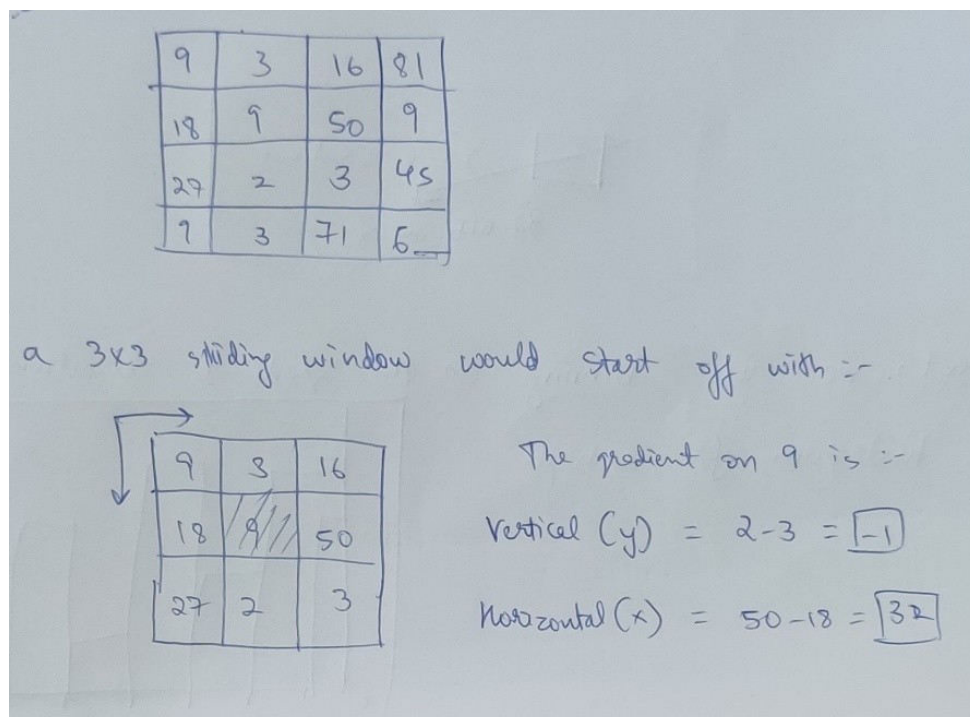 9 3 16 81
18 9 50 9
27 2 3 45
9 3 71 6
a 3x3 sliding window would start off with :-
9 3 16
The gradient on 9 is :-
18 9 50
Vertical (y) = 2-3 = -1
27 2 3
Horizontal (x) = 50-18 = 32